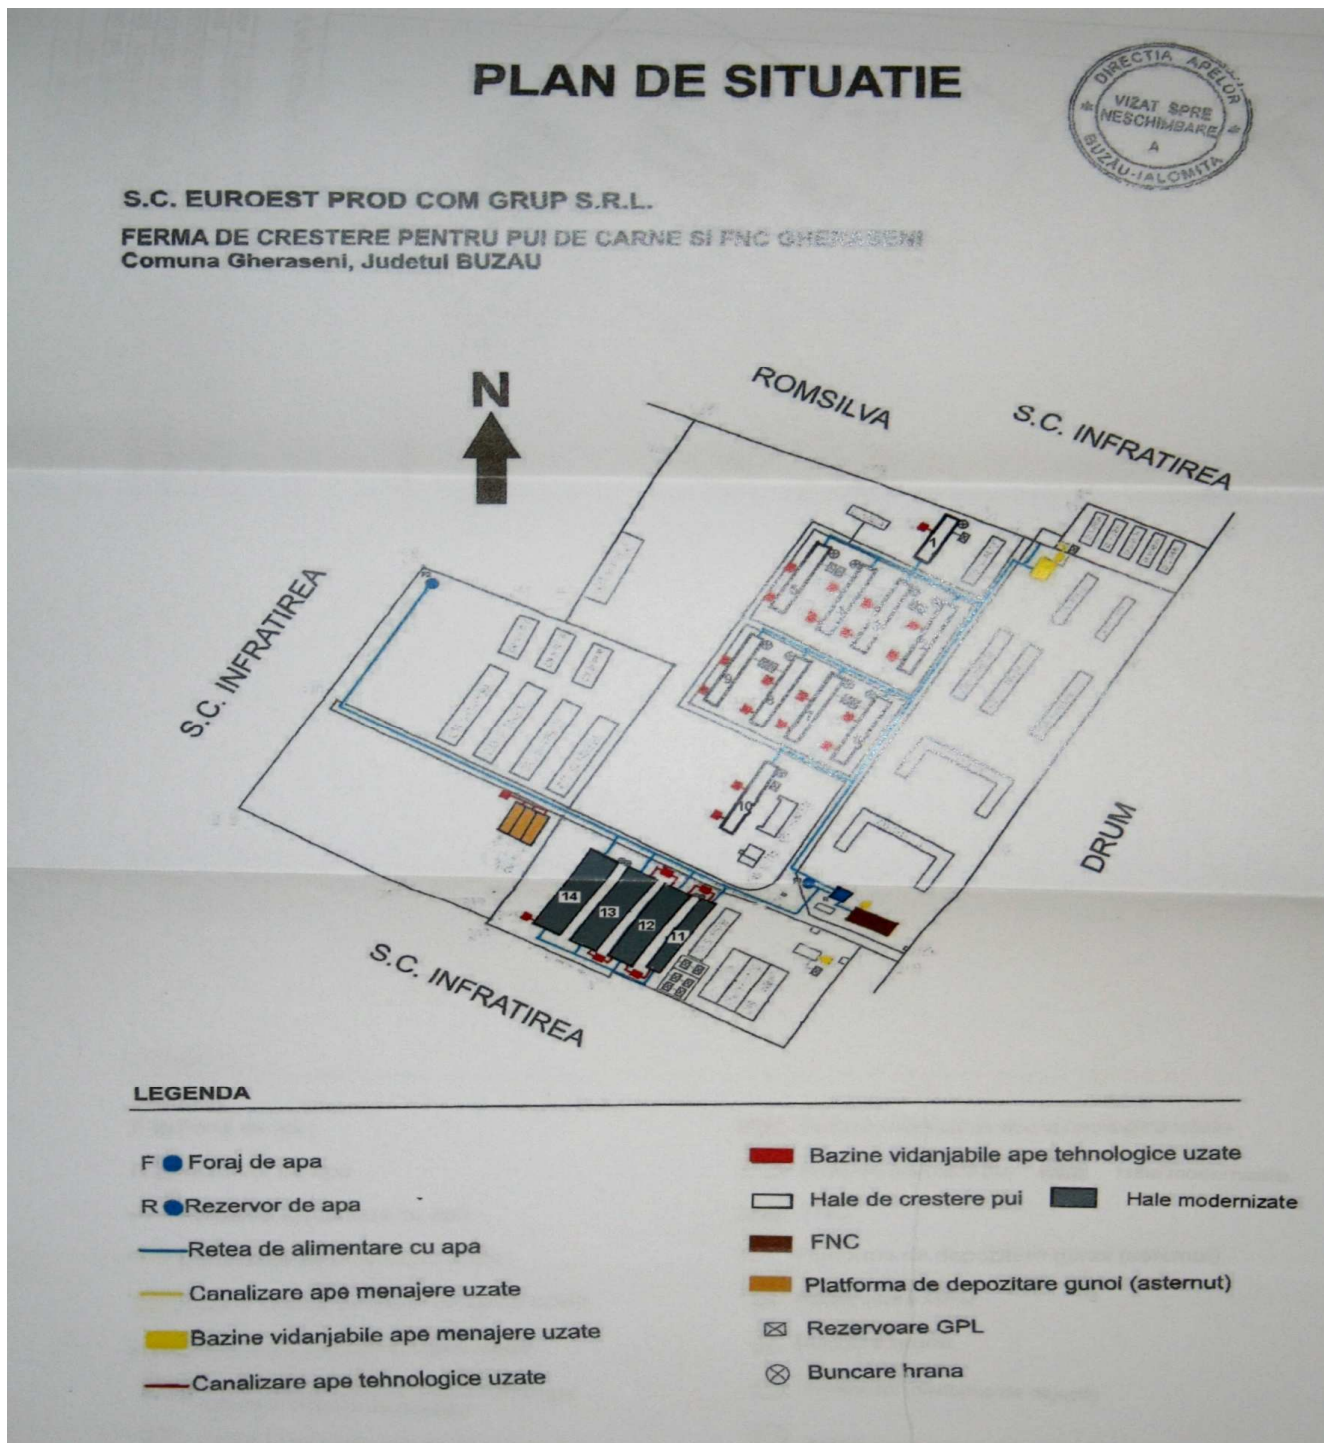 PLAN DE SITUATIE
DIRECTIA APELOR
VIZAT SPRE
NESCHIMBARE
A
BUZĂU-IALOMITA
S.C. EUROEST PROD COM GRUP S.R.L.
FERMA DE CRESTERE PENTRU PUI DE CARNE SI FNC GHERASENI
Comuna Gheraseni, Judetul BUZAU
N
ROMSILVA
S.C. INFRATIREA
S.C. INFRATIREA
DRUM
10
14
13
12
11
S.C. INFRATIREA
LEGENDA
F Foraj de apa
R Rezervor de apa
Retea de alimentare cu apa
Canalizare ape menajere uzate
Bazine vidanjabile ape menajere uzate
Canalizare ape tehnologice uzate
Bazine vidanjabile ape tehnologice uzate
Hale de crestere pui
Hale modernizate
FNC
Platforma de depozitare gunoi (asternut)
Rezervoare GPL
Buncare hrana